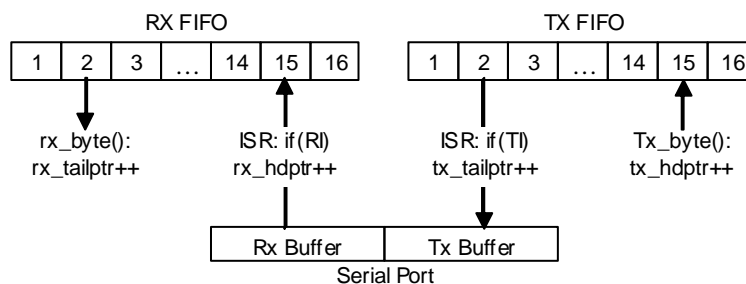 RX FIFO
TX FIFO
1 2 3 ... 14 15 16
1 2 3 ... 14 15 16
rx_byte():
rx_tailptr++
ISR: if(RI)
rx_hdptr++
ISR: if(TI)
tx_tailptr++
Tx_byte():
tx_hdptr++
Rx Buffer
Tx Buffer
Serial Port